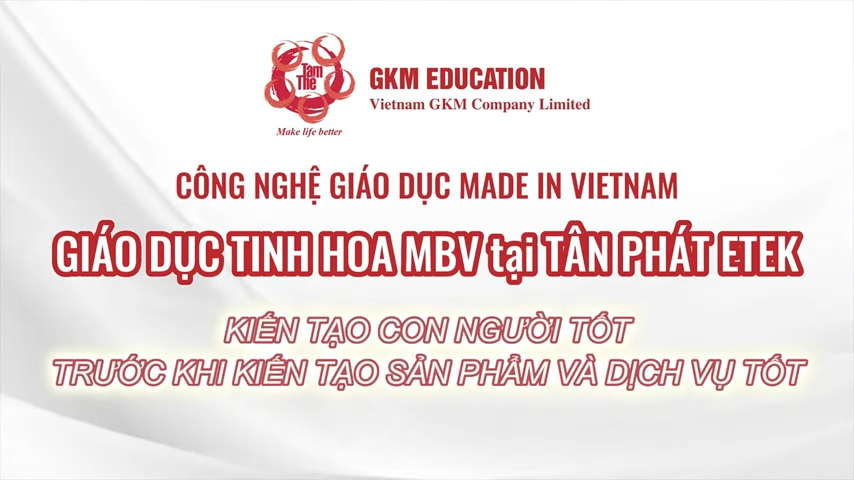 Tam
The
Make life better
GKM EDUCATION
Vietnam GKM Company Limited
CÔNG NGHỆ GIÁO DỤC MADE IN VIETNAM
GIÁO DỤC TINH HOA MBV tại TÂN PHÁT ETEK
KIẾN TẠO CON NGƯỜI TỐT
TRƯỚC KHI KIẾN TẠO SẢN PHẨM VÀ DỊCH VỤ TỐT